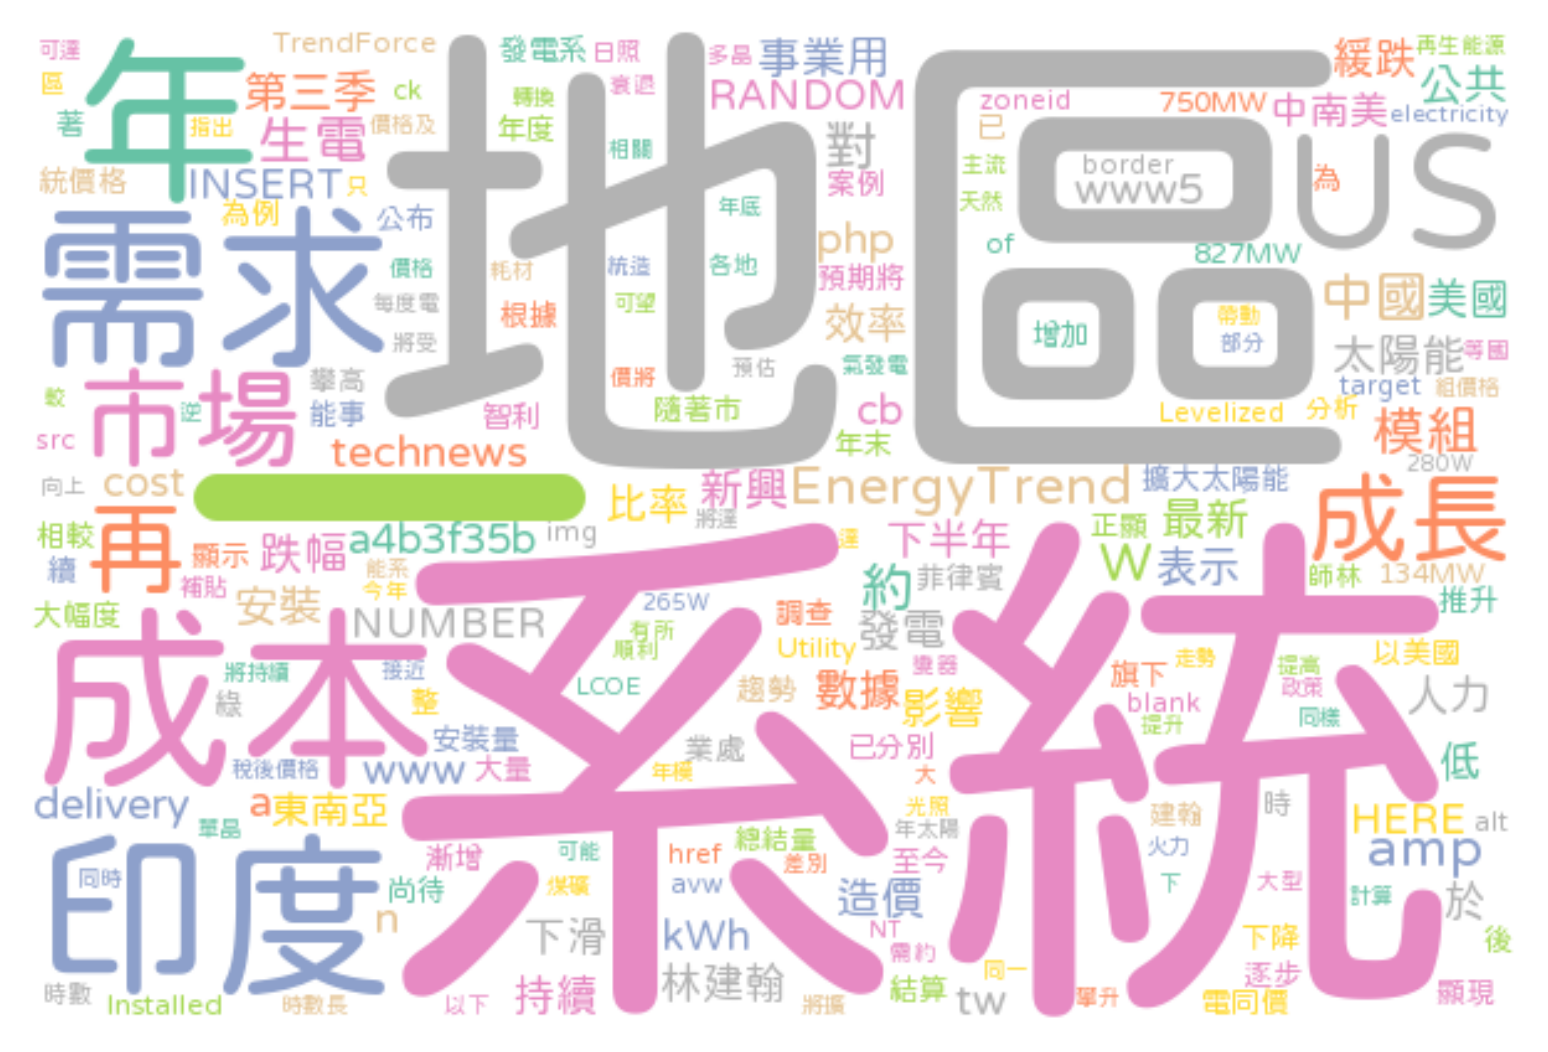 可達
TrendForce
發電系
日照
多晶
事業用
緩跌
再生能源
區
年
第三季
ck
轉換
衰退
RANDOM
zoneid
750MW
中南美
公共
electricity
著
指出
生電
價格及
年度
相關
地區
對
已
border
www5
為
US
統價格
INSERT
只
案例
主流
天然
為例
公布
年底
php
of
827MW
需求
價格
耗材
統造
各地
預期將
中國
美國
每度電
根據
可望
效率
增加
帶動
部分
太陽能
等國
將受
預估
氣發電
target
組價格
較
市場
逆
攀高
能事
智利
價將
隨著市
cb
年末
Levelized
分析
模組
src
technews
280W
向上
cost
一
比率
新興
EnergyTrend
擴大太陽能
成長
相較
再
顯示
跌幅
a4b3f35b
img
將達
達
下半年
正顯
最新
續
補貼
能系
今年
系統
約
菲律賓
W
表示
師林
134MW
大幅度
安裝
NUMBER
265W
有所
順利
調查
發電
推升
成本
將持續
接近
LCOE
Utility
變器
旗下
走勢
提高
以美國
綠
整
趨勢
數據
影響
blank
政策
人力
提升
同樣
稅後價格
www
安裝量
大量
業處
年模
已分別
大
低
delivery
a
東南亞
光照
建翰
時
HERE
alt
單晶
漸增
可能
href
總結量
差別
年太陽
至今
火力
amp
印度
同時
尚待
煤礦
avw
造價
下
大型
計算
於
n
下滑
kWh
NT
需約
下降
後
時數
Installed
時數長
以下
持續
林建翰
將擴
結算
同一
tw
攀升
逐步
電同價
顯現